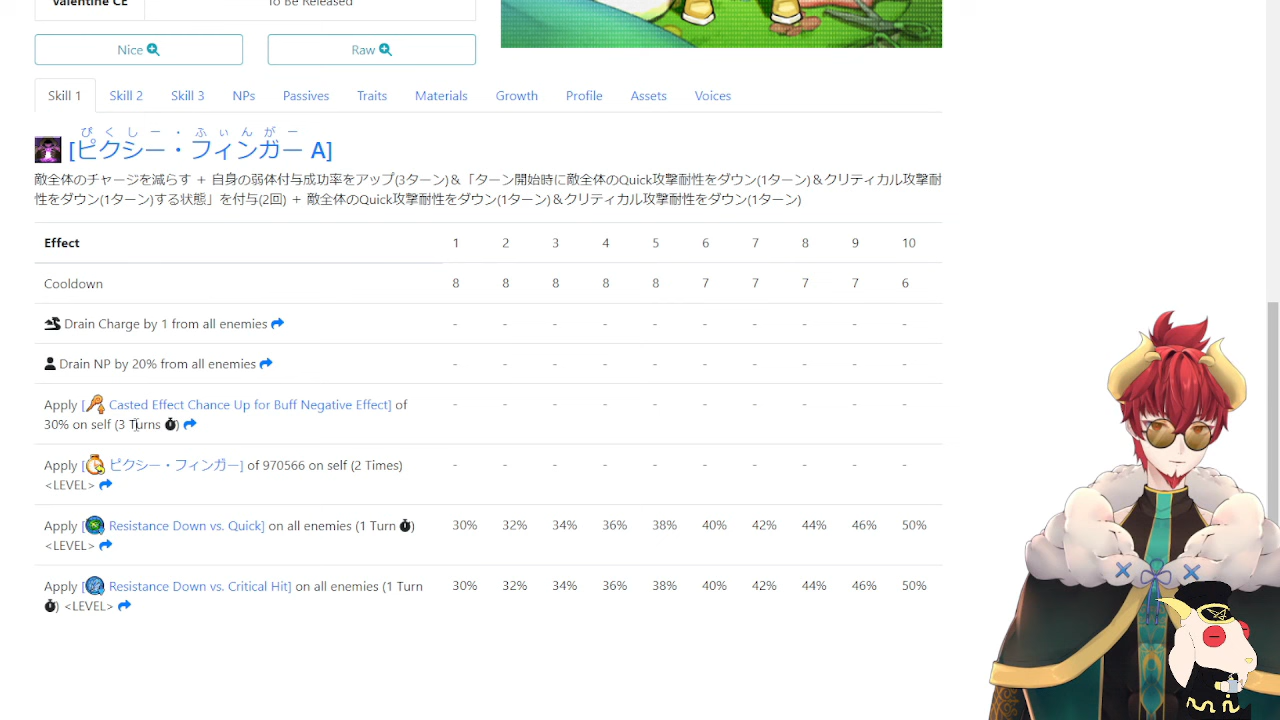 Valentine CE To Be Released
Nice Raw
Skill 1 Skill 2 Skill 3 NPs Passives Traits Materials Growth Profile Assets Voices
ぴくしー・ふぃんがー
[ピクシー・フィンガー A]
敵全体のチャージを減らす + 自身の弱体付与成功率をアップ(3ターン)＆「ターン開始時に敵全体のQuick攻撃耐性をダウン(1ターン)＆クリティカル攻撃耐
性をダウン(1ターン)する状態」を付与(2回) + 敵全体のQuick攻撃耐性をダウン(1ターン)＆クリティカル攻撃耐性をダウン(1ターン)
Effect 1 2 3 4 5 6 7 8 9 10
Cooldown 8 8 8 8 8 7 7 7 7 6
Drain Charge by 1 from all enemies - - - - - - - - - -
Drain NP by 20% from all enemies - - - - - - - - - -
Apply [Casted Effect Chance Up for Buff Negative Effect] of - - - - - - - - - -
30% on self (3 Turns)
Apply [ピクシー・フィンガー] of 970566 on self (2 Times) - - - - - - - - - -
<LEVEL>
Apply [Resistance Down vs. Quick] on all enemies (1 Turn) 30% 32% 34% 36% 38% 40% 42% 44% 46% 50%
<LEVEL>
Apply [Resistance Down vs. Critical Hit] on all enemies (1 Turn 30% 32% 34% 36% 38% 40% 42% 44% 46% 50%
) <LEVEL>